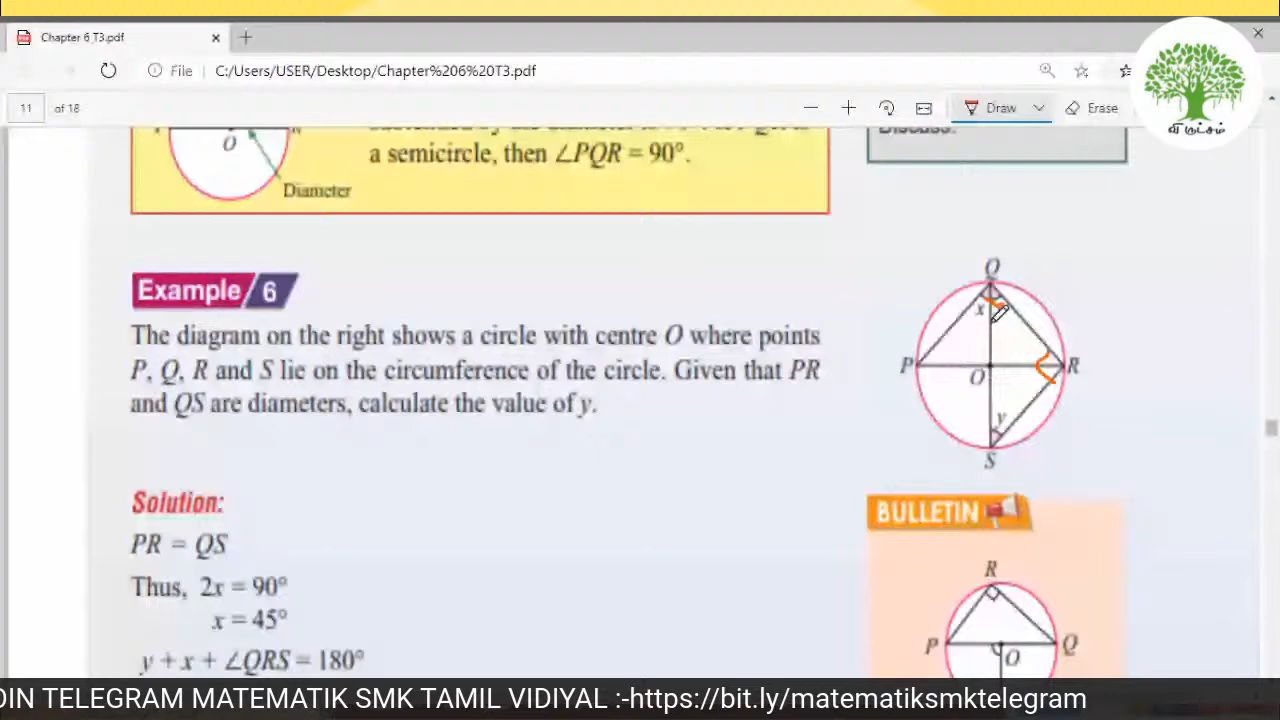 Chapter 6 T3.pdf
File C:/Users/USER/Desktop/Chapter%206%20T3.pdf
11 of 18 Draw Erase
விருட்சம்
O
a semicircle, then ∠PQR = 90°.
Diameter
Example 6
The diagram on the right shows a circle with centre O where points
P, Q, R and S lie on the circumference of the circle. Given that PR
and QS are diameters, calculate the value of y.
Q
x
P
O
R
y
S
Solution:
PR = QS
Thus, 2x = 90°
x = 45°
y + x + ∠QRS = 180°
BULLETIN
R
P
O
Q
OIN TELEGRAM MATEMATIK SMK TAMIL VIDIYAL :-https://bit.ly/matematiksmktelegram